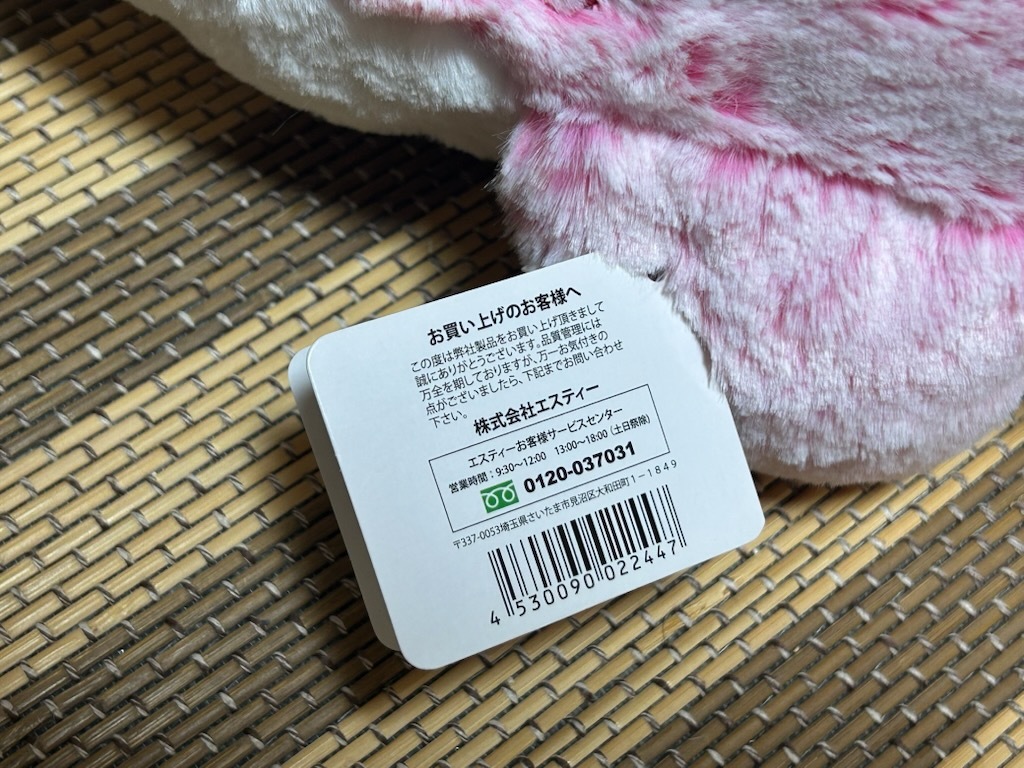 お買い上げのお客様へ
この度は弊社製品をお買い上げ頂きまして
誠にありがとうございます。品質管理には
万全を期しておりますが、万一お気付きの
点がございましたら、下記までお問い合わせ
下さい。
株式会社エスティー
エスティーお客様サービスセンター
営業時間：9:30〜12:00 13:00〜18:00（土日祭除）
0120-037031
〒337-0053埼玉県さいたま市見沼区大和田町1－1849
4 530090 022447